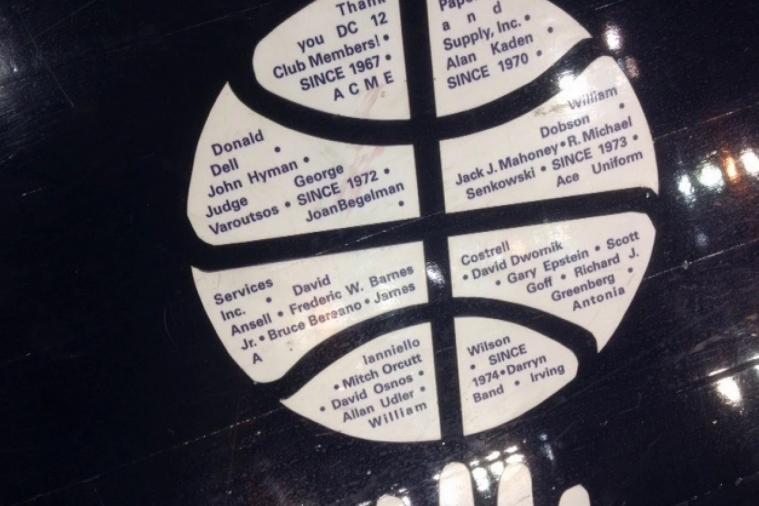 Thank
you DC 12
Club Members! •
SINCE 1967 •
ACME
Paper
and
Supply, Inc. •
Alan Kaden •
SINCE 1970 •
Donald
Dell •
John Hyman •
Judge George
Varoutsos • SINCE 1972 •
JoanBegelman •
William
Dobson •
Jack J. Mahoney • R. Michael
Senkowski • SINCE 1973 •
Ace Uniform
Services
Inc. • David
Ansell • Frederic W. Barnes
Jr. • Bruce Bereano • James
A
Costrell
• David Dwornik
• Gary Epstein • Scott
Goff • Richard J.
Greenberg •
Antonia
Ianniello
• Mitch Orcutt
• David Osnos •
Allan Udler •
William
Wilson
• SINCE
1974 • Darryn
Band • Irving